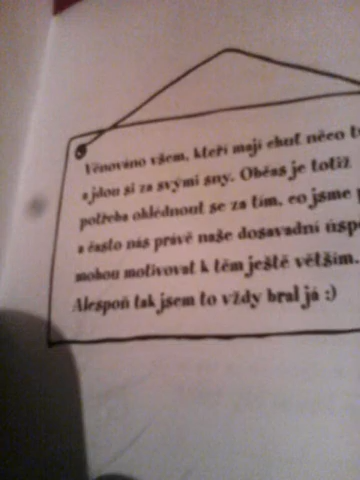 Věnováno všem, kteří mají chuť něco
a jdou si za svými sny. Občas je totiž
potřeba ohlédnout se za tím, co jsme
a často nás právě naše dosavadní
mohou motivovat k těm ještě větším.
Alespoň tak jsem to vždy bral já :)